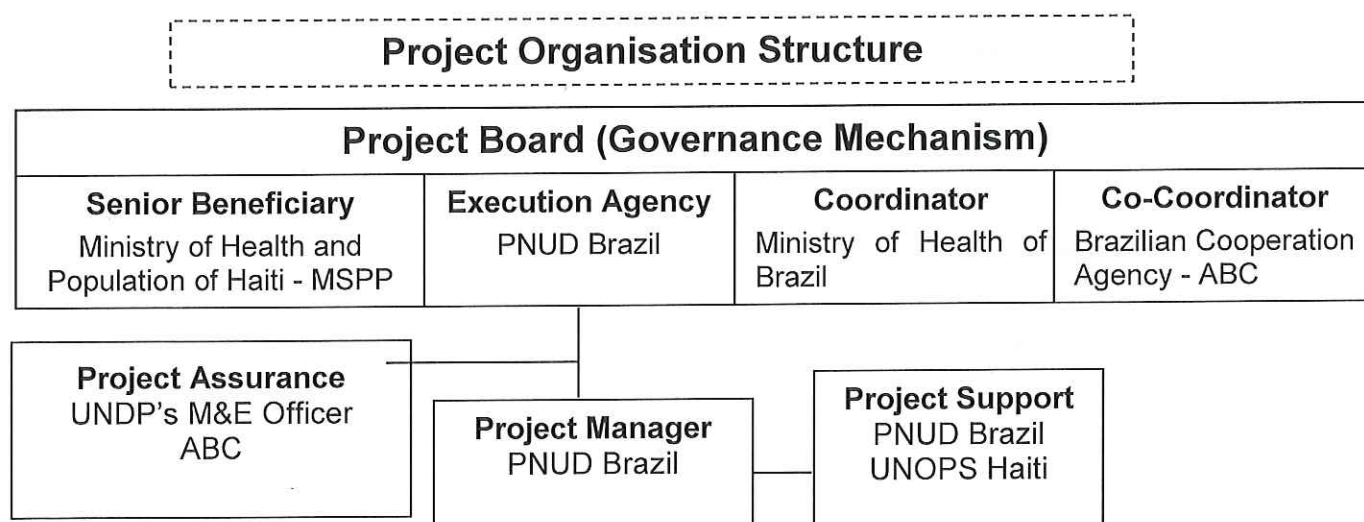 Project Organisation Structure
Project Board (Governance Mechanism)
Senior Beneficiary
Ministry of Health and
Population of Haiti - MSPP
Execution Agency
PNUD Brazil
Coordinator
Ministry of Health of
Brazil
Co-Coordinator
Brazilian Cooperation
Agency - ABC
Project Assurance
UNDP's M&E Officer
ABC
Project Manager
PNUD Brazil
Project Support
PNUD Brazil
UNOPS Haiti